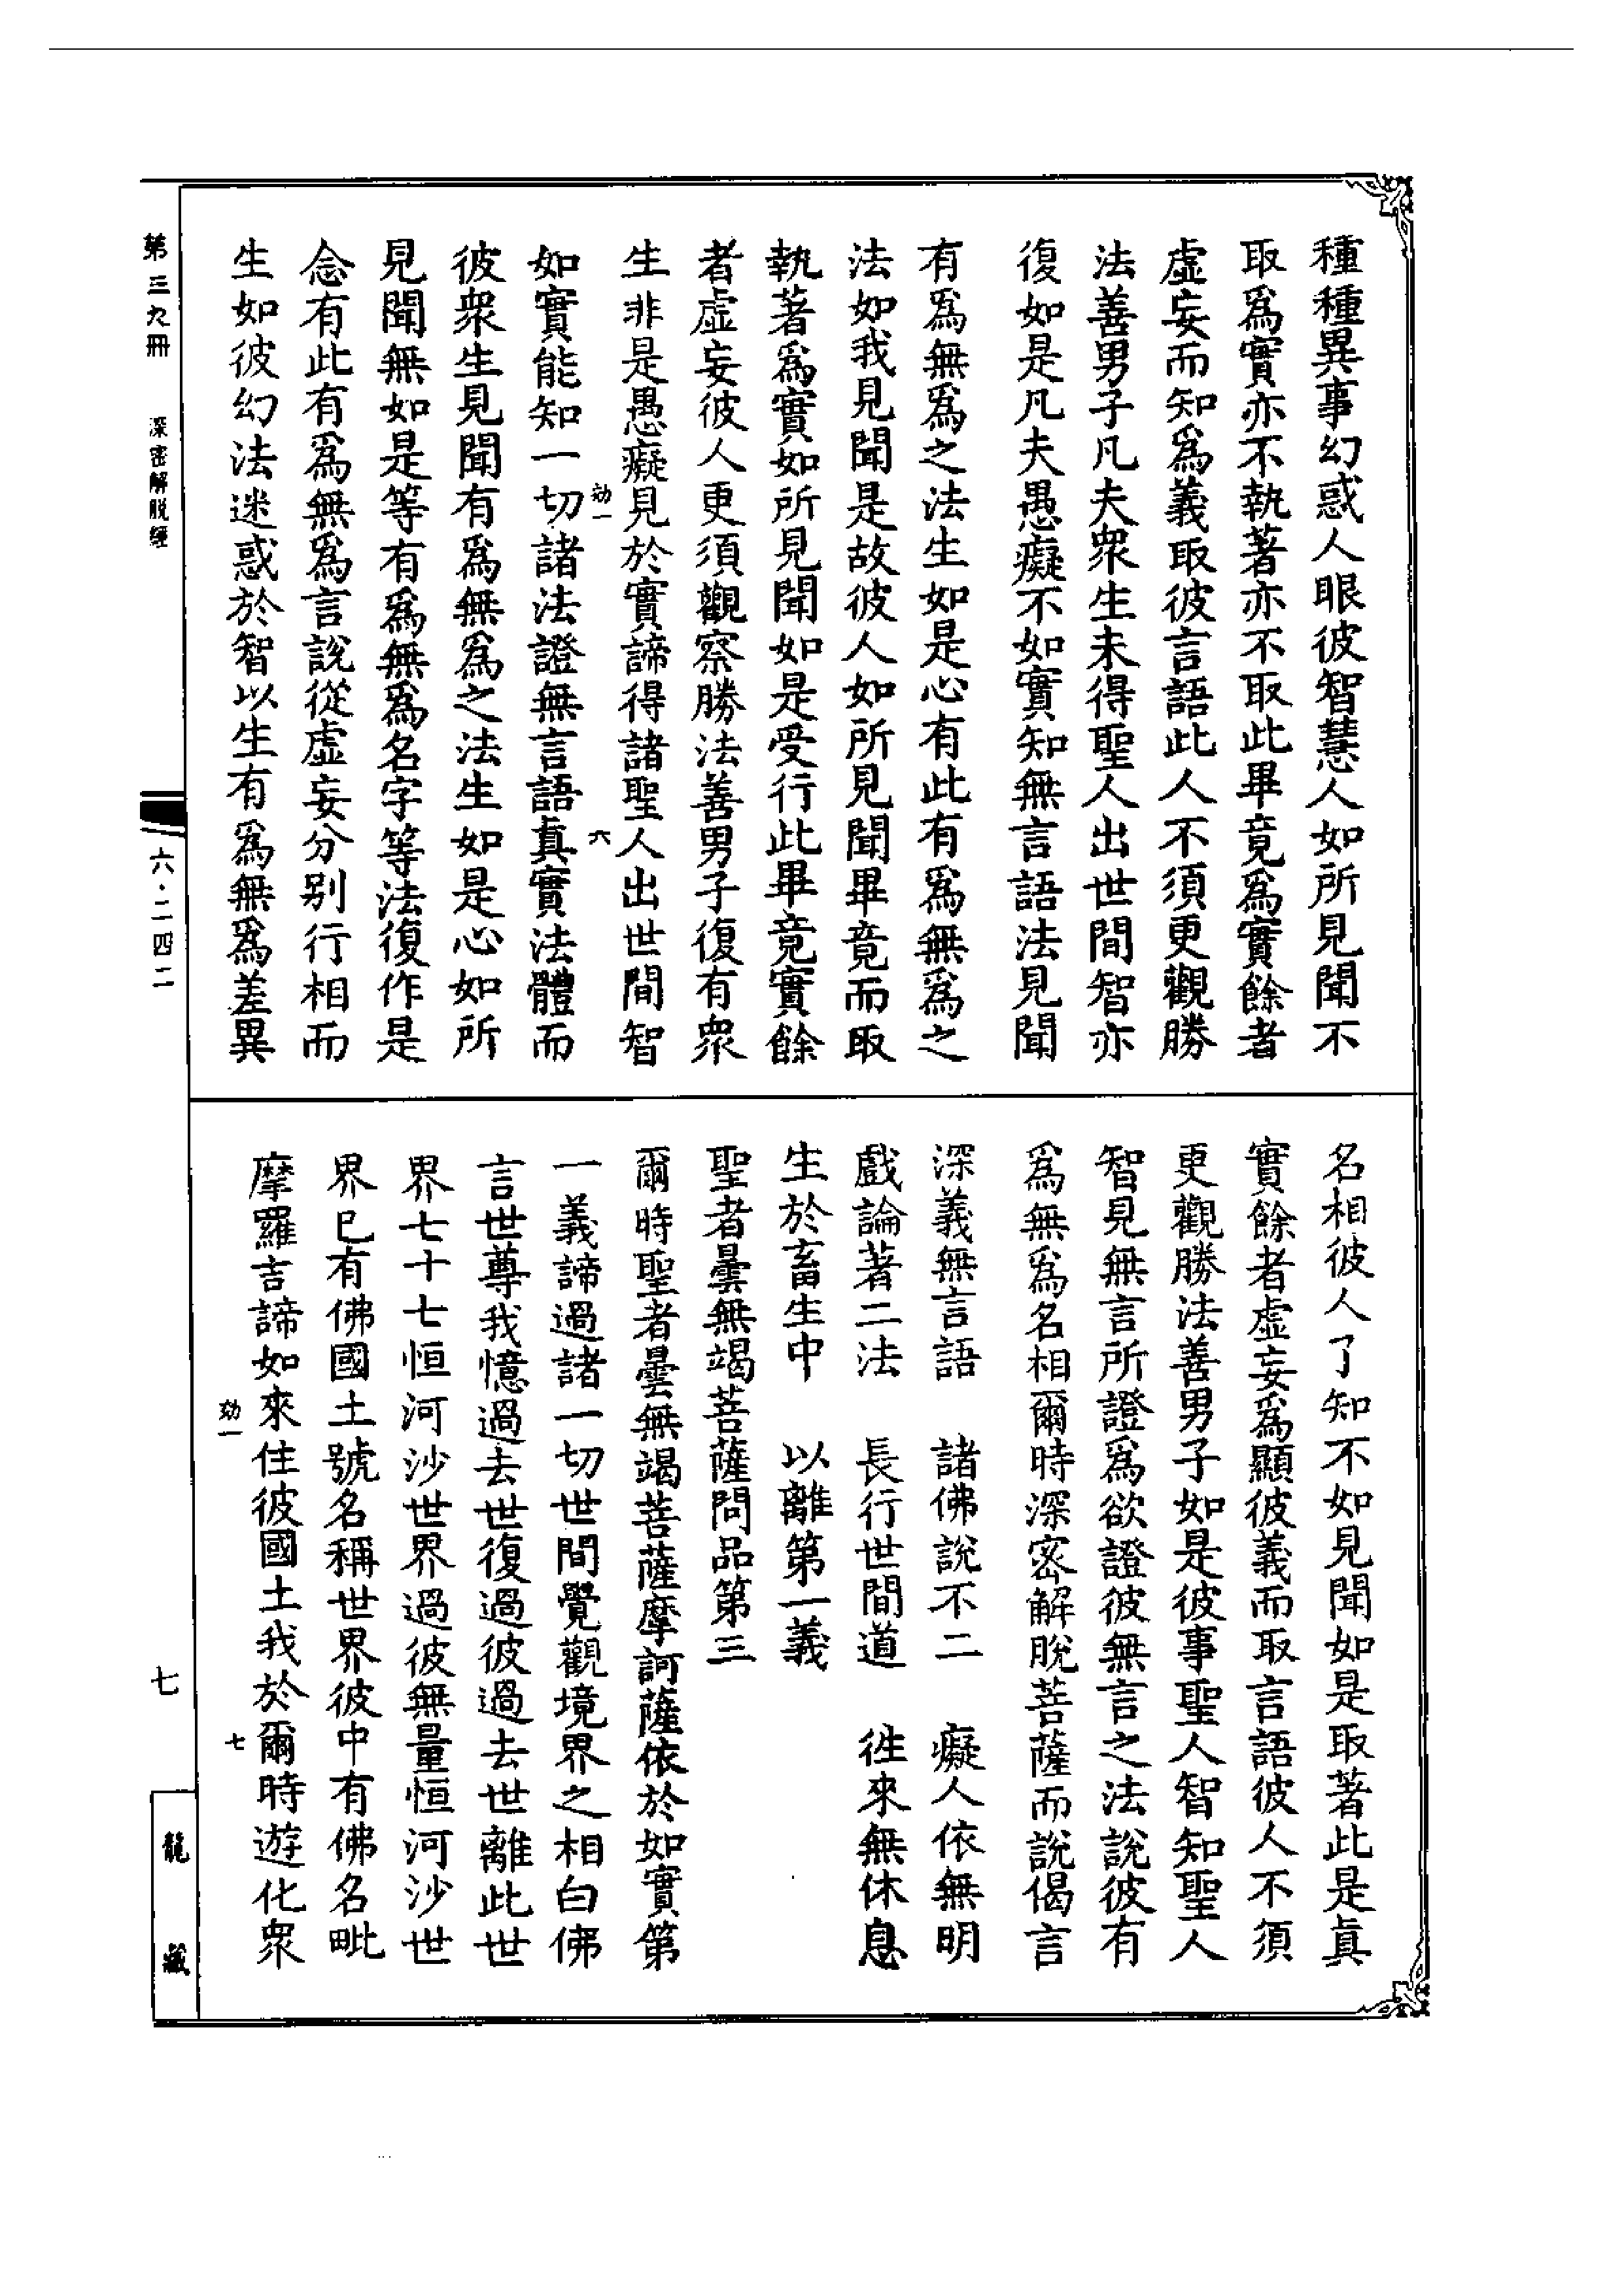 種種異事幻惑人眼彼智慧人如所見聞不
取爲實亦不執著亦不取此畢竟爲實餘者
虛妄而知爲義取彼言語此人不須更觀勝
法善男子凡夫衆生未得聖人出世間智亦
復如是凡夫愚癡不如實知無言語法見聞
有爲無爲之法生如是心有此有爲無爲之
法如我見聞是故彼人如所見聞畢竟而取
執著爲實如所見聞如是受行此畢竟實餘
者虛妄彼人更須觀察勝法善男子復有衆
生非是愚癡見於實諦得諸聖人出世間智
効一
六
如實能知一切諸法證無言語真實法體而
彼衆生見聞有爲無爲之法生如是心如所
見聞無如是等有爲無爲名字等法復作是
念有此有爲無爲言說從虛妄分别行相而
生如彼幻法迷惑於智以生有爲無爲差異
名相彼人了知不如見聞如是取著此是真
實餘者虛妄爲顯彼義而取言語彼人不須
更觀勝法善男子如是彼事聖人智知聖人
智見無言所證爲欲證彼無言之法說彼有
爲無爲名相爾時深密解脫菩薩而說偈言
深義無言語　諸佛說不二　癡人依無明
戲論著二法　長行世間道　徃來無休息
生於畜生中　以離第一義
聖者曇無竭菩薩問品第三
爾時聖者曇無竭菩薩摩訶薩依於如實第
一義諦過諸一切世間覺觀境界之相白佛
言世尊我憶過去世復過彼過去世離此世
界七十七恒河沙世界過彼無量恒河沙世
界已有佛國土號名稱世界彼中有佛名毗
摩羅吉諦如來住彼國土我於爾時遊化衆
効一
七
第三九冊
深密解脫經
六·二四二
七
龍藏